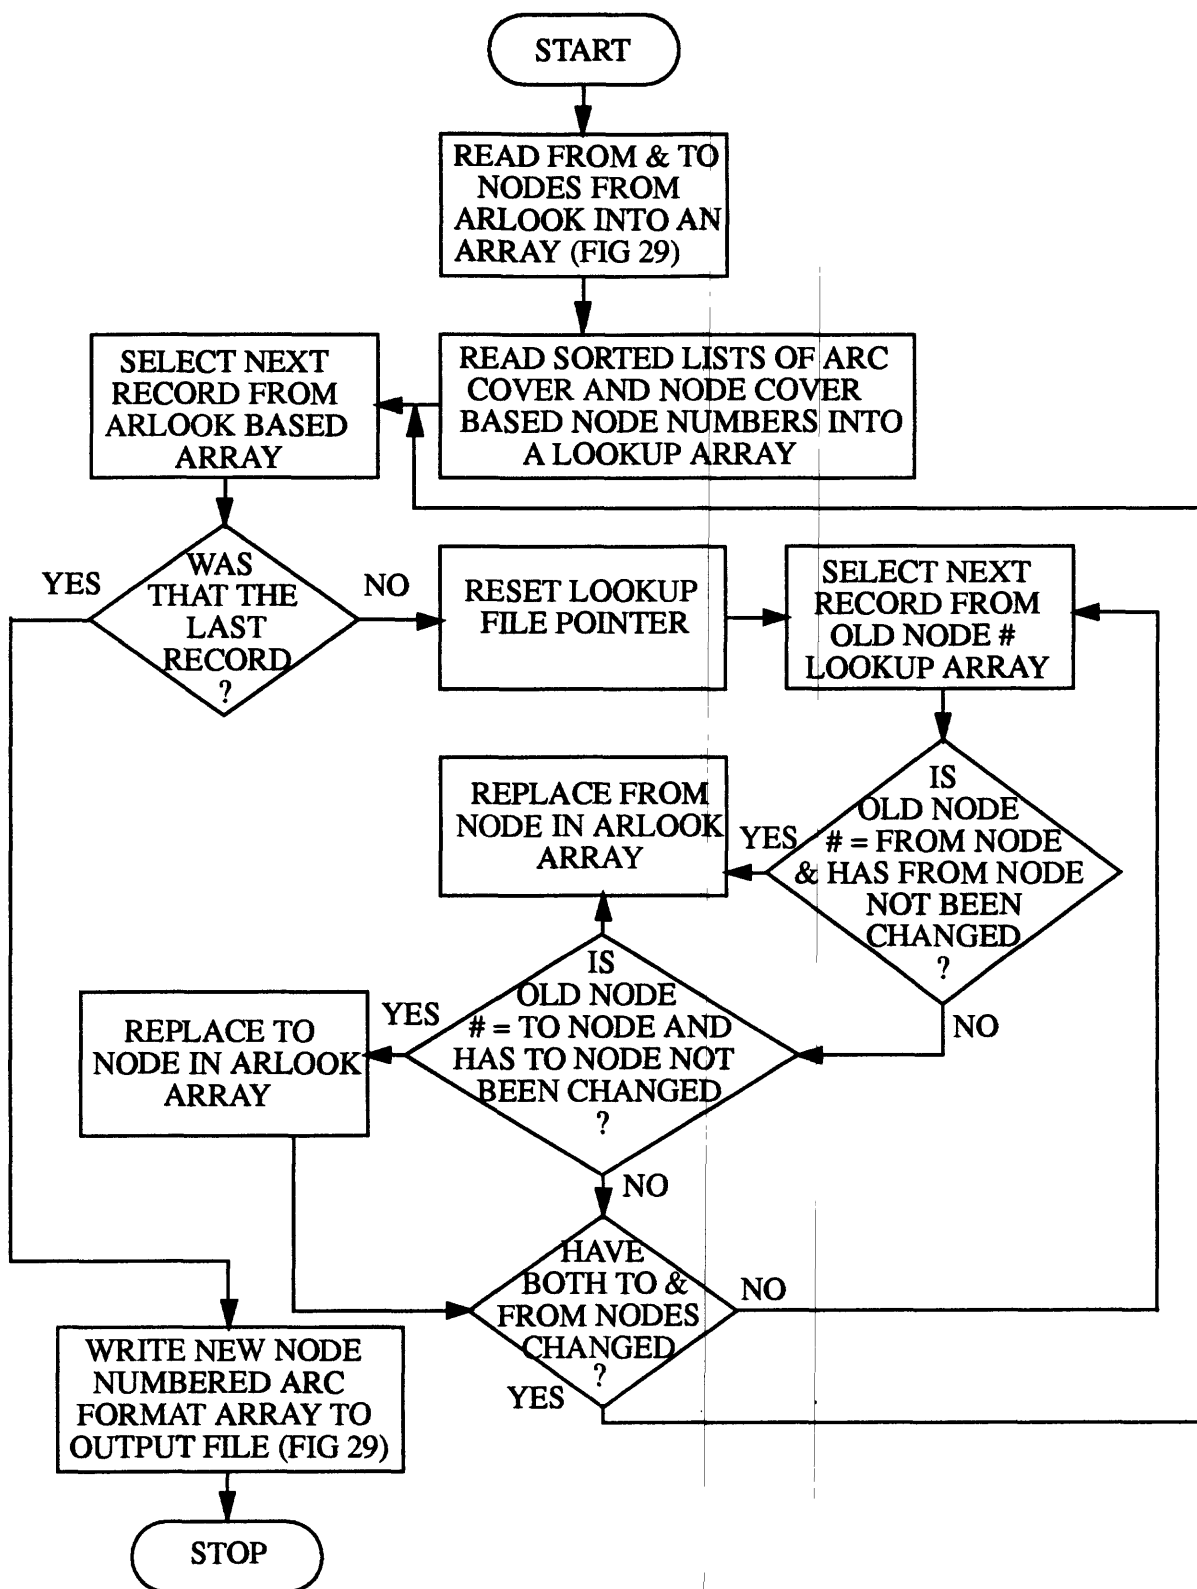 START
READ FROM & TO
NODES FROM
ARLOOK INTO AN
ARRAY (FIG 29)
SELECT NEXT
RECORD FROM
ARLOOK BASED
ARRAY
READ SORTED LISTS OF ARC
COVER AND NODE COVER
BASED NODE NUMBERS INTO
A LOOKUP ARRAY
YES
WAS
THAT THE
LAST
RECORD
?
NO
RESET LOOKUP
FILE POINTER
SELECT NEXT
RECORD FROM
OLD NODE #
LOOKUP ARRAY
REPLACE FROM
NODE IN ARLOOK
ARRAY
YES
IS
OLD NODE
# = FROM NODE
& HAS FROM NODE
NOT BEEN
CHANGED
?
NO
REPLACE TO
NODE IN ARLOOK
ARRAY
YES
IS
OLD NODE
# = TO NODE AND
HAS TO NODE NOT
BEEN CHANGED
?
NO
HAVE
BOTH TO &
FROM NODES
CHANGED
?
NO
YES
WRITE NEW NODE
NUMBERED ARC
FORMAT ARRAY TO
OUTPUT FILE (FIG 29)
STOP